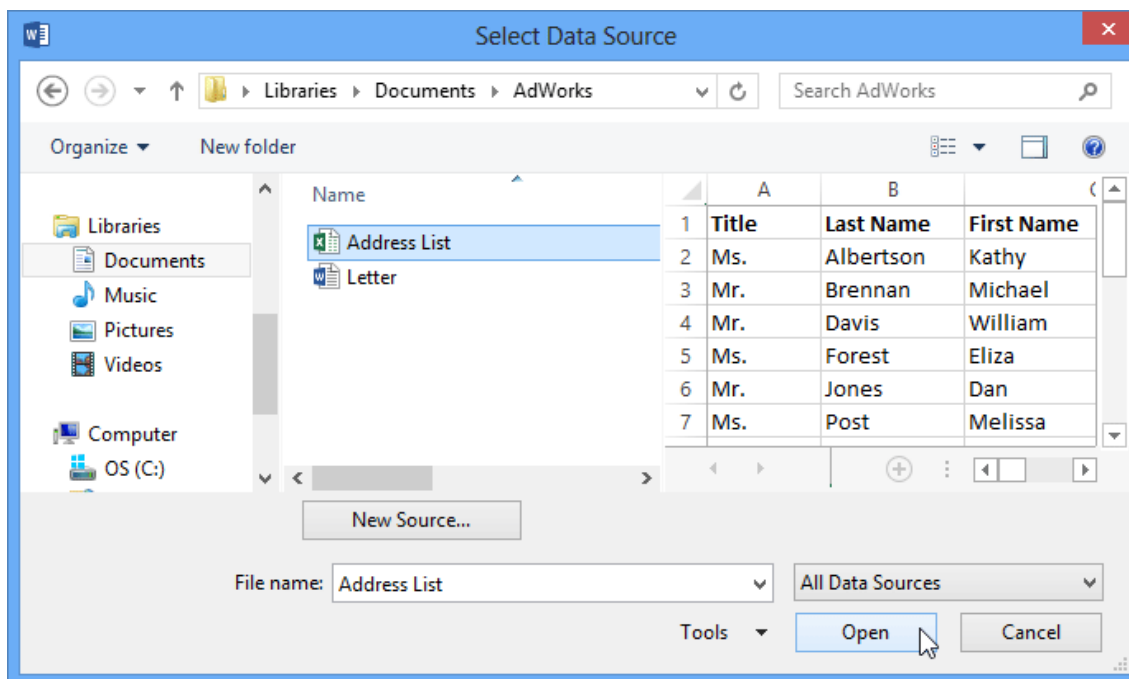 Select Data Source
Libraries Documents AdWorks
Search AdWorks
Organize New folder
Libraries
Documents
Music
Pictures
Videos
Computer
OS (C:)
Name
Address List
Letter
A B
1 Title Last Name First Name
2 Ms. Albertson Kathy
3 Mr. Brennan Michael
4 Mr. Davis William
5 Ms. Forest Eliza
6 Mr. Jones Dan
7 Ms. Post Melissa
New Source...
File name: Address List All Data Sources
Tools Open Cancel